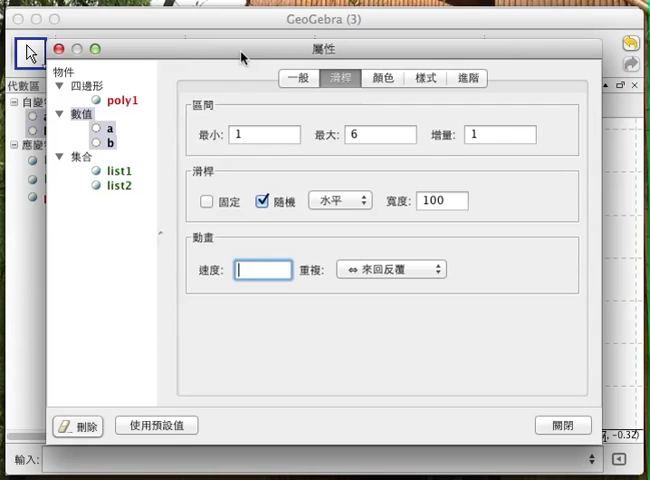 GeoGebra (3)
屬性
代數區
自變
a
b
應變
物件
四邊形
poly1
數值
a
b
集合
list1
list2
一般 滑桿 顏色 樣式 進階
區間
最小: 1 最大: 6 增量: 1
滑桿
固定 隨機 水平 寬度: 100
動畫
速度: 重複: ⇔ 來回反覆
刪除 使用預設值 關閉
, -0.32
輸入: